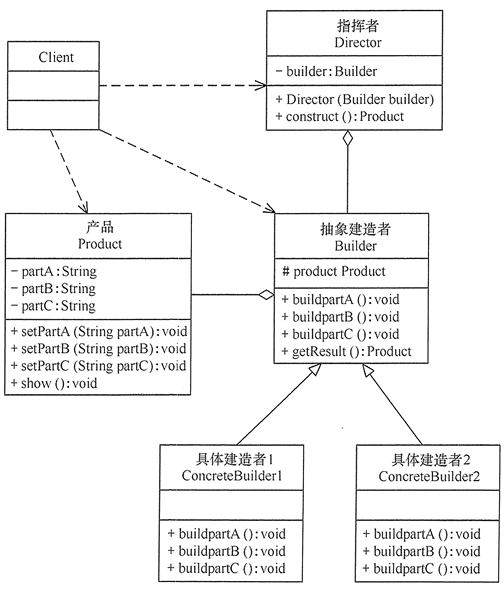 指挥者
Director
− builder:Builder
+ Director (Builder builder)
+ construct ():Product
Client
产品
Product
− partA:String
− partB:String
− partC:String
+ setPartA (String partA):void
+ setPartB (String partB):void
+ setPartC (String partC):void
+ show ():void
抽象建造者
Builder
# product Product
+ buildpartA ():void
+ buildpartB ():void
+ buildpartC ():void
+ getResult ():Product
具体建造者1
ConcreteBuilder1
+ buildpartA ():void
+ buildpartB ():void
+ buildpartC ():void
具体建造者2
ConcreteBuilder2
+ buildpartA ():void
+ buildpartB ():void
+ buildpartC ():void